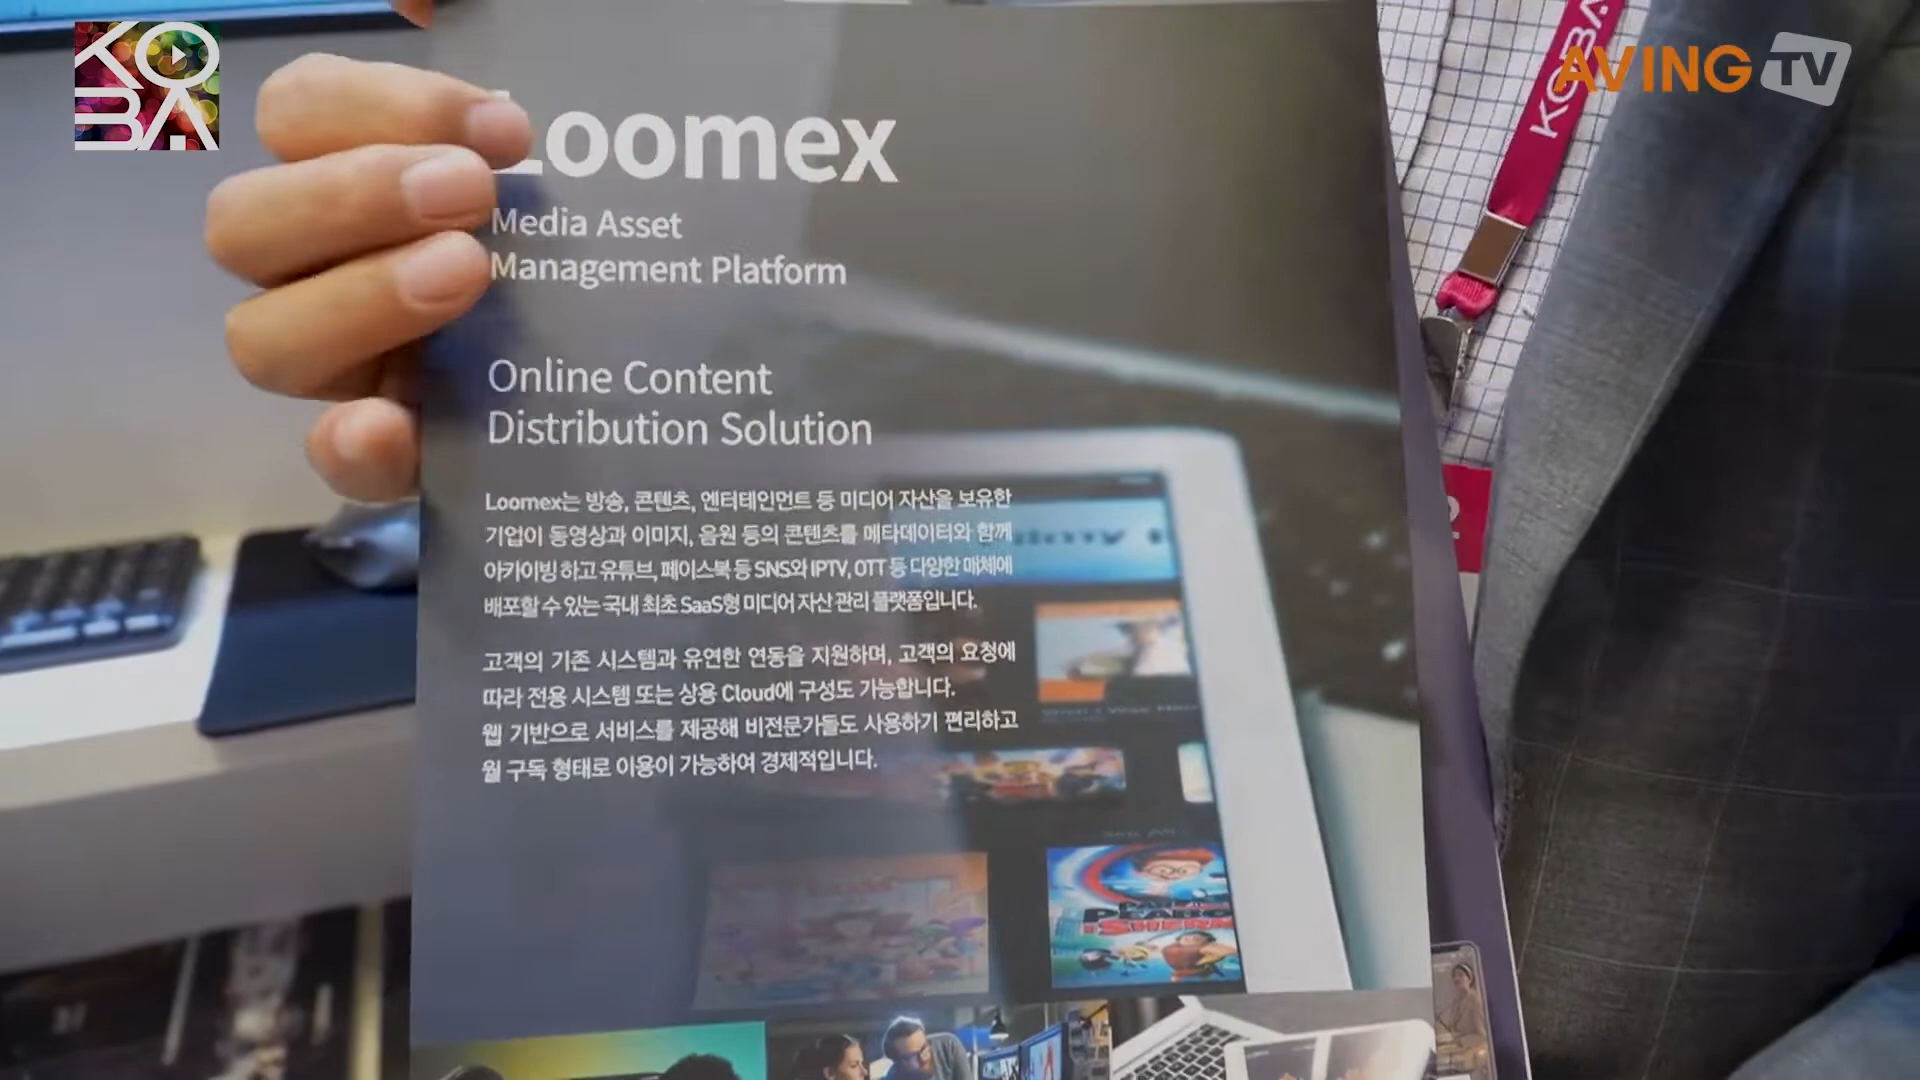 KOBA
AVING TV
KOBA
Loomex
Media Asset
Management Platform
Online Content
Distribution Solution
Loomex는 방송, 콘텐츠, 엔터테인먼트 등 미디어 자산을 보유한
기업이 동영상과 이미지, 음원 등의 콘텐츠를 메타데이터와 함께
아카이빙 하고 유튜브, 페이스북 등 SNS와 IPTV, OTT 등 다양한 매체에
배포할 수 있는 국내 최초 SaaS형 미디어 자산 관리 플랫폼입니다.
고객의 기존 시스템과 유연한 연동을 지원하며, 고객의 요청에
따라 전용 시스템 또는 상용 Cloud에 구성도 가능합니다.
웹 기반으로 서비스를 제공해 비전문가들도 사용하기 편리하고
월 구독 형태로 이용이 가능하여 경제적입니다.